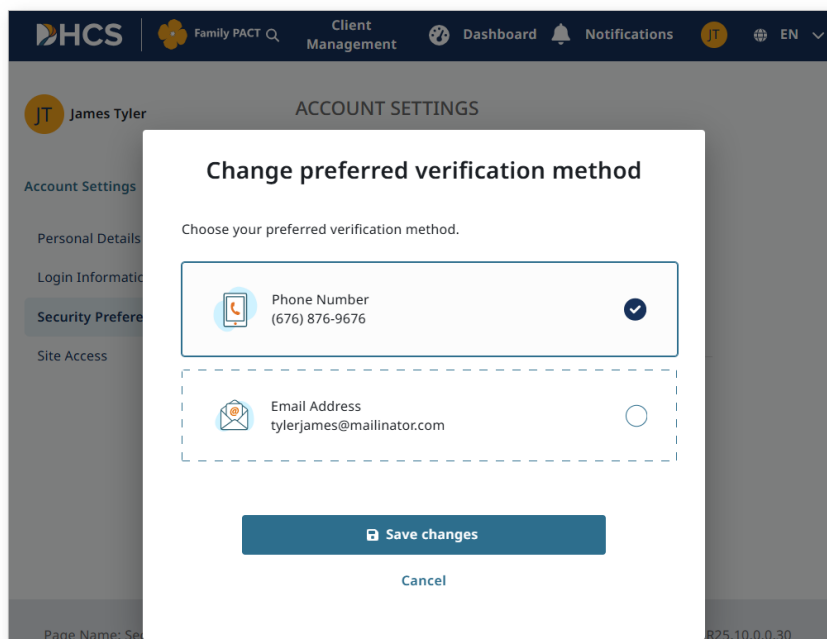 DHCS
Family PACT
Client Management
Dashboard
Notifications
JT
EN
JT
James Tyler
ACCOUNT SETTINGS
Account Settings
Personal Details
Login Informatio
Security Prefere
Site Access
Change preferred verification method
Choose your preferred verification method.
Phone Number
(676) 876-9676
@
Email Address
tylerjames@mailinator.com
Save changes
Cancel
Page Name: Sec
R25.10.0.0.30